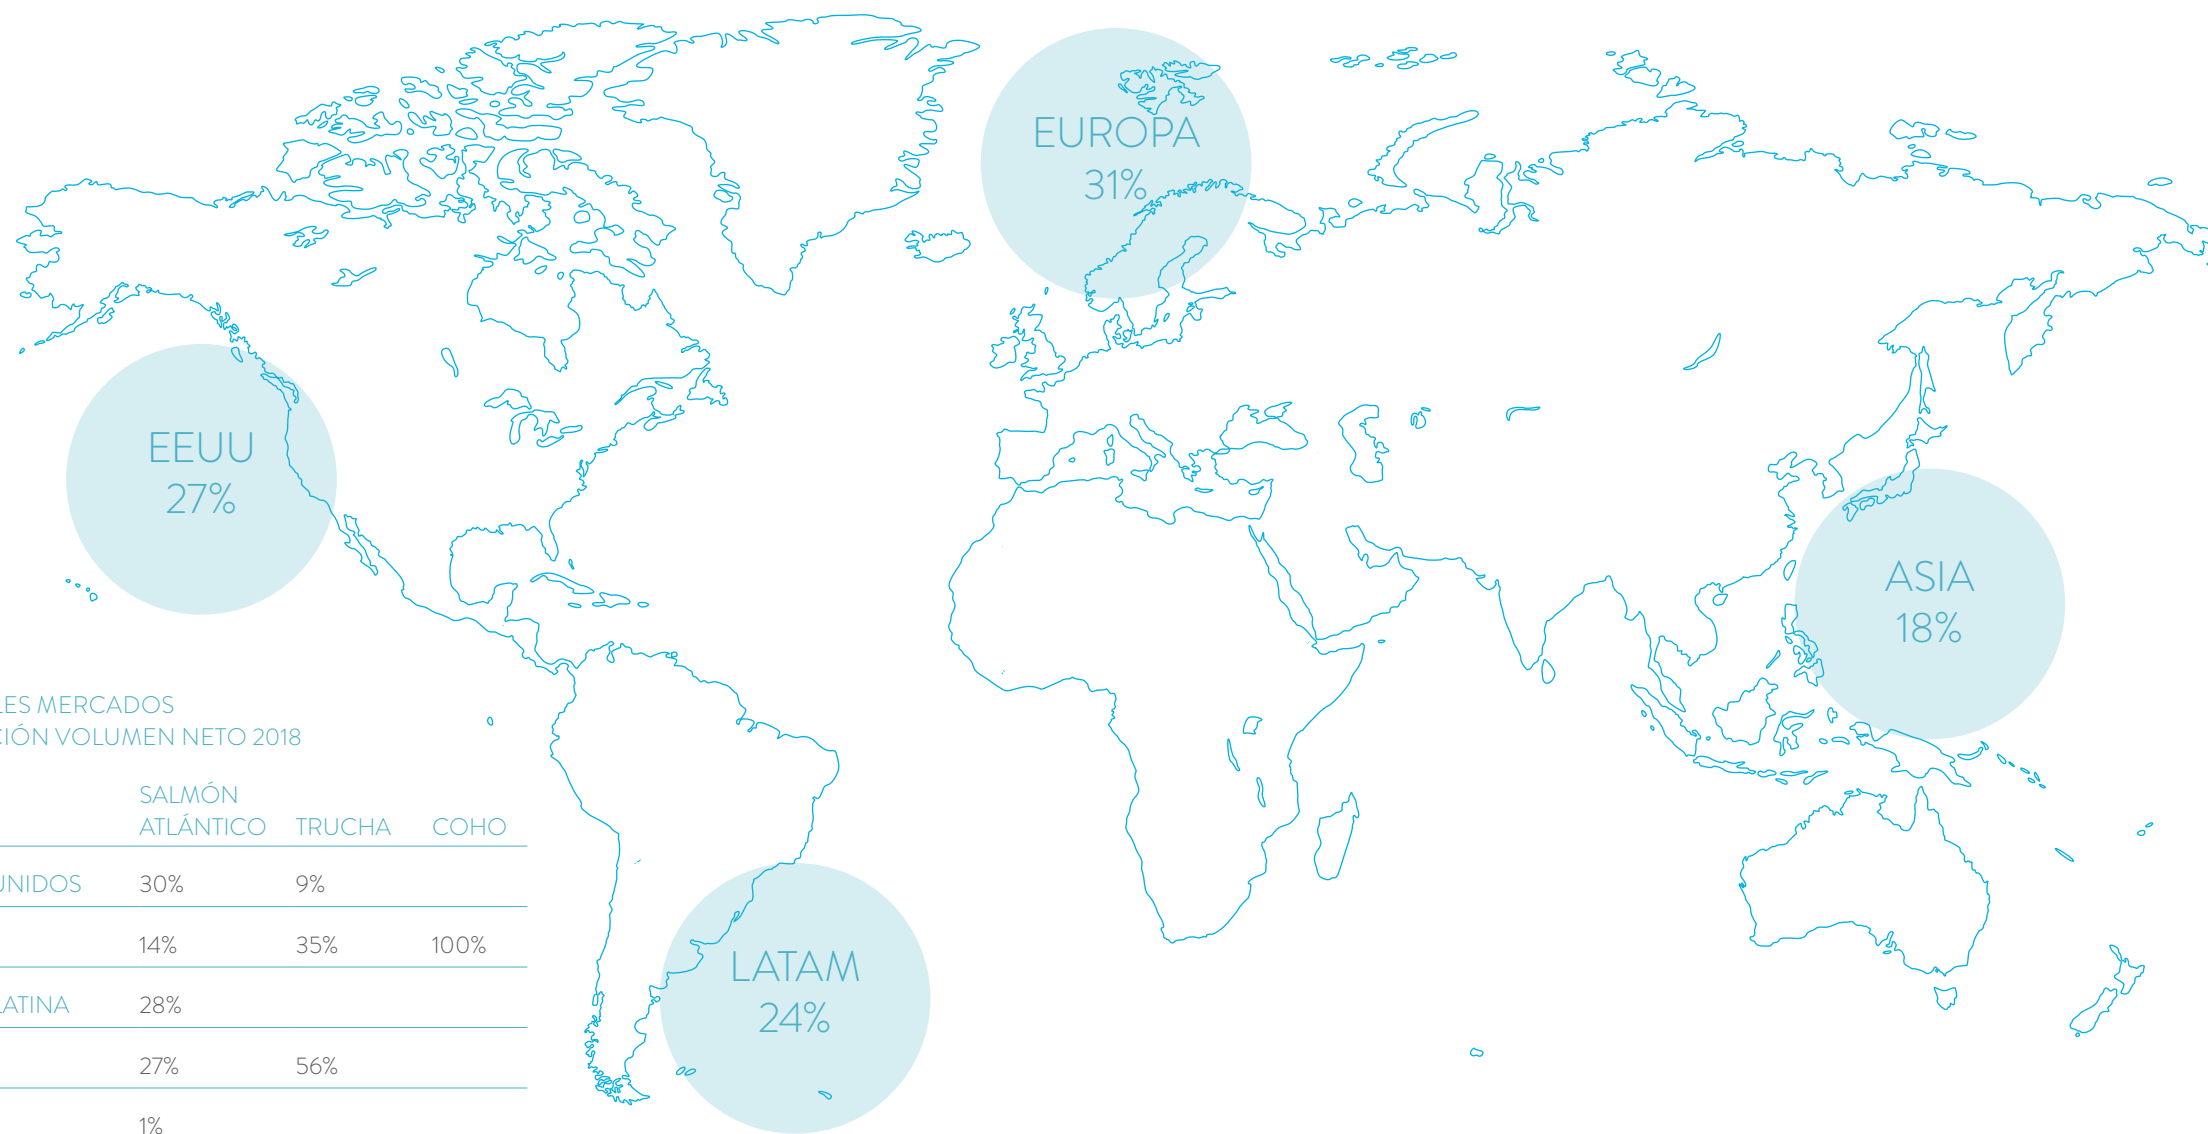 EUROPA
31%
EEUU
27%
ASIA
18%
LATAM
24%
LES MERCADOS
CIÓN VOLUMEN NETO 2018
SALMÓN
ATLÁNTICO TRUCHA COHO
UNIDOS 30% 9%
14% 35% 100%
LATINA 28%
27% 56%
1%